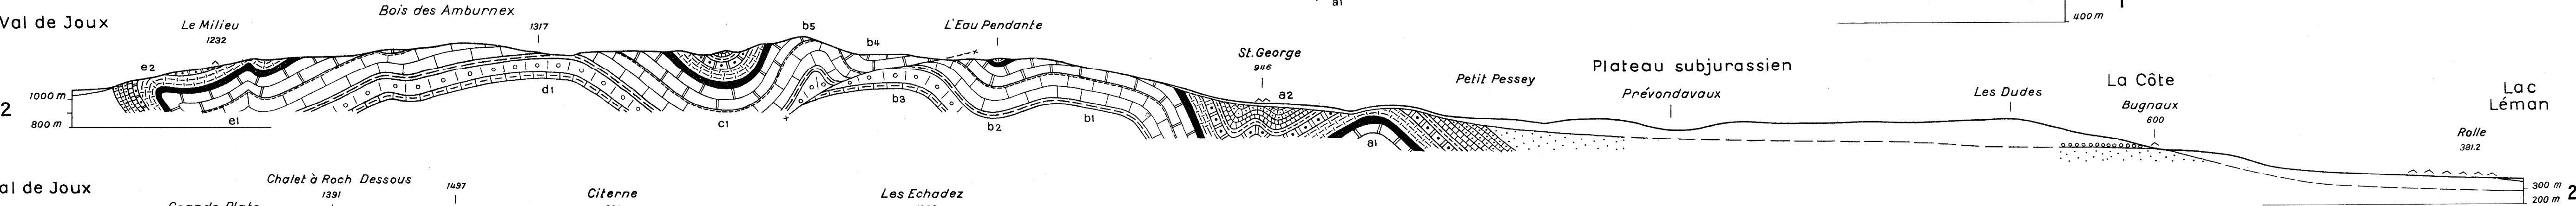 a1
400 m
1
Val de Joux
Le Milieu
1232
Bois des Amburnex
1317
b5
b4
L'Eau Pendante
St. George
946
Petit Pessey
Plateau subjurassien
Prévondavaux
Les Dudes
La Côte
Bugnaux
600
Lac
Léman
Rolle
381.2
e2
a2
2
1000 m
800 m
e1
d1
c1
b3
b2
b1
a1
300 m
200 m
2
al de Joux
Chalet à Roch Dessous
1391
1497
Citerne
Les Echadez